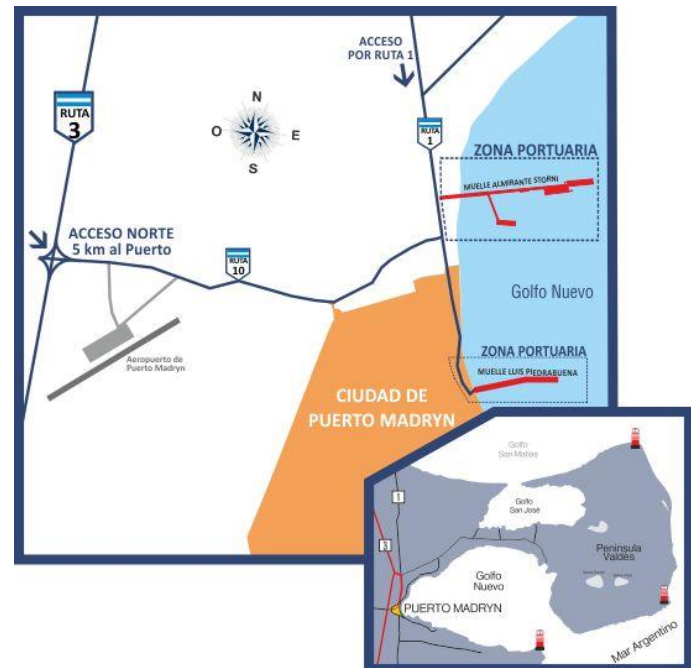 ACCESO
POR RUTA 1
RUTA
3
N
O
E
S
RUTA
1
ZONA PORTUARIA
MUELLE ALMIRANTE STORNI
ACCESO NORTE
5 km al Puerto
RUTA
10
Golfo Nuevo
Aeropuerto de
Puerto Madryn
ZONA PORTUARIA
MUELLE LUIS PIEDRABUENA
CIUDAD DE
PUERTO MADRYN
Golfo
San Matías
1
Golfo
San José
3
Península
Valdés
Golfo
Nuevo
PUERTO MADRYN
Mar Argentino